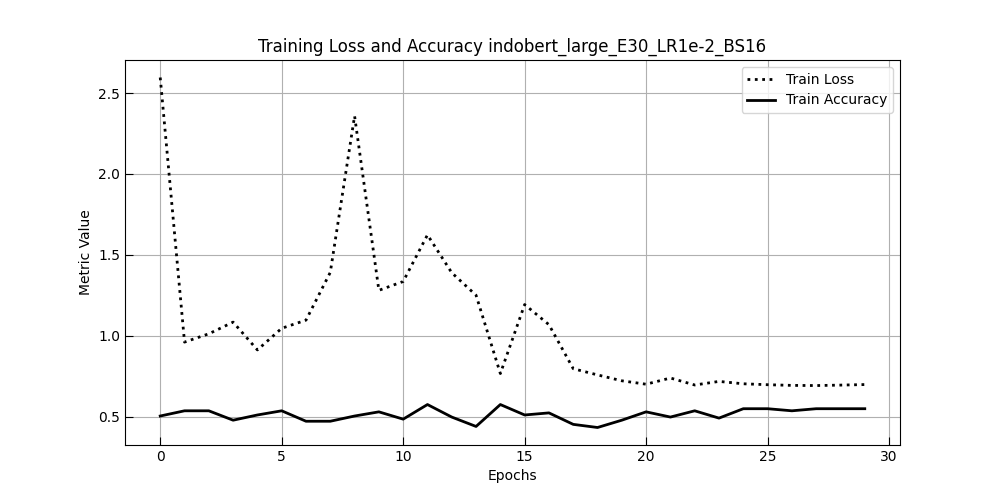 Training Loss and Accuracy indobert_large_E30_LR1e-2_BS16
Train Loss
Train Accuracy
Metric Value
2.5
2.0
1.5
1.0
0.5
0 5 10 15 20 25 30
Epochs